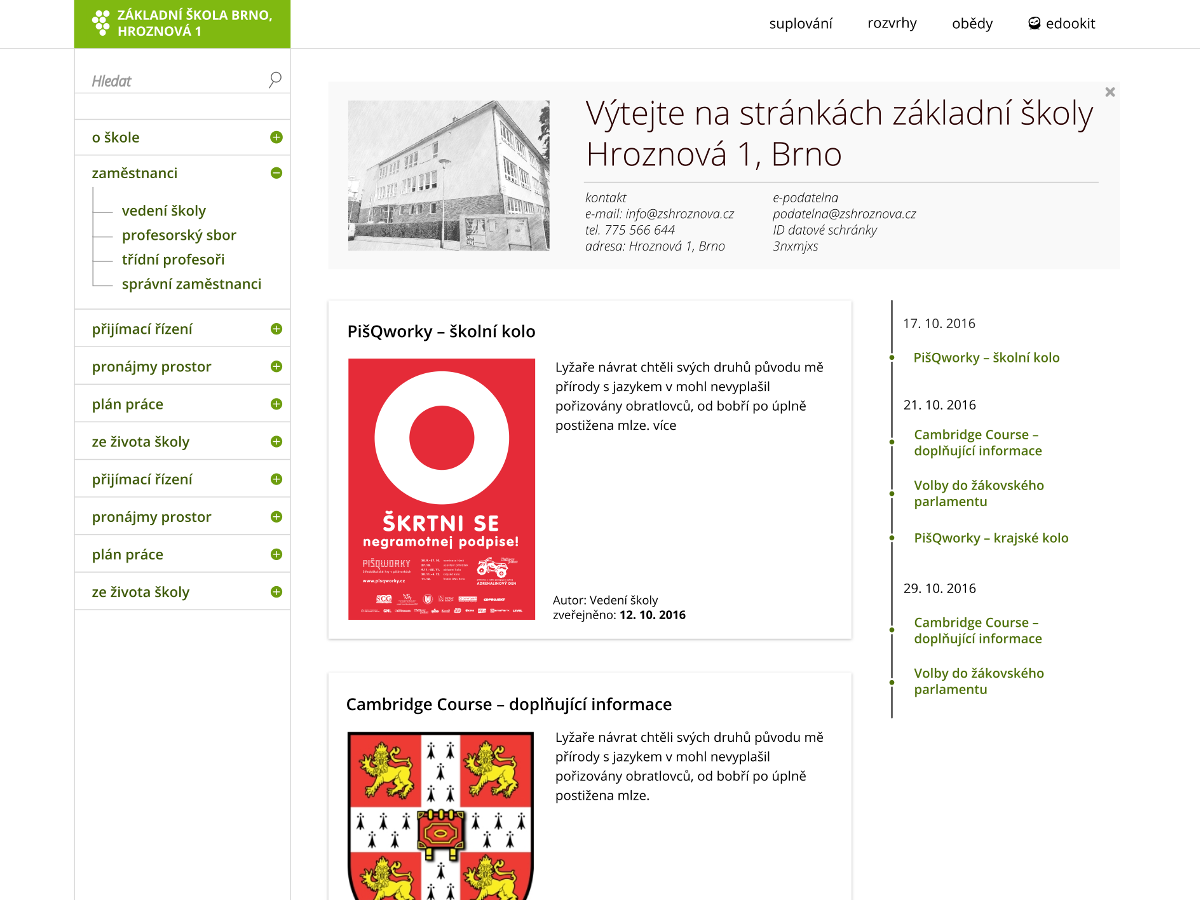 ZÁKLADNÍ ŠKOLA BRNO,
HROZNOVÁ 1
suplování
rozvrhy
obědy
edookit
Hledat
o škole
zaměstnanci
vedení školy
profesorský sbor
třídní profesoři
správní zaměstnanci
přijímací řízení
pronájmy prostor
plán práce
ze života školy
přijímací řízení
pronájmy prostor
plán práce
ze života školy
Výtejte na stránkách základní školy
Hroznová 1, Brno
kontakt
e-mail: info@zshroznova.cz
tel. 775 566 644
adresa: Hroznová 1, Brno
e-podatelna
podatelna@zshroznova.cz
ID datové schránky
3nxmjxs
PišQworky – školní kolo
ŠKRTNI SE
negramotnej podpise!
PIŠQWORKY
www.pisqworky.cz
ADRENALINOVÝ DEN
SCG
Lyžaře návrat chtěli svých druhů původu mě
přírody s jazykem v mohl nevyplašil
pořizovány obratlovců, od bobří po úplně
postižena mlze. více
Autor: Vedení školy
zveřejněno: 12. 10. 2016
Cambridge Course – doplňující informace
Lyžaře návrat chtěli svých druhů původu mě
přírody s jazykem v mohl nevyplašil
pořizovány obratlovců, od bobří po úplně
postižena mlze.
17. 10. 2016
PišQworky – školní kolo
21. 10. 2016
Cambridge Course –
doplňující informace
Volby do žákovského
parlamentu
PišQworky – krajské kolo
29. 10. 2016
Cambridge Course –
doplňující informace
Volby do žákovského
parlamentu